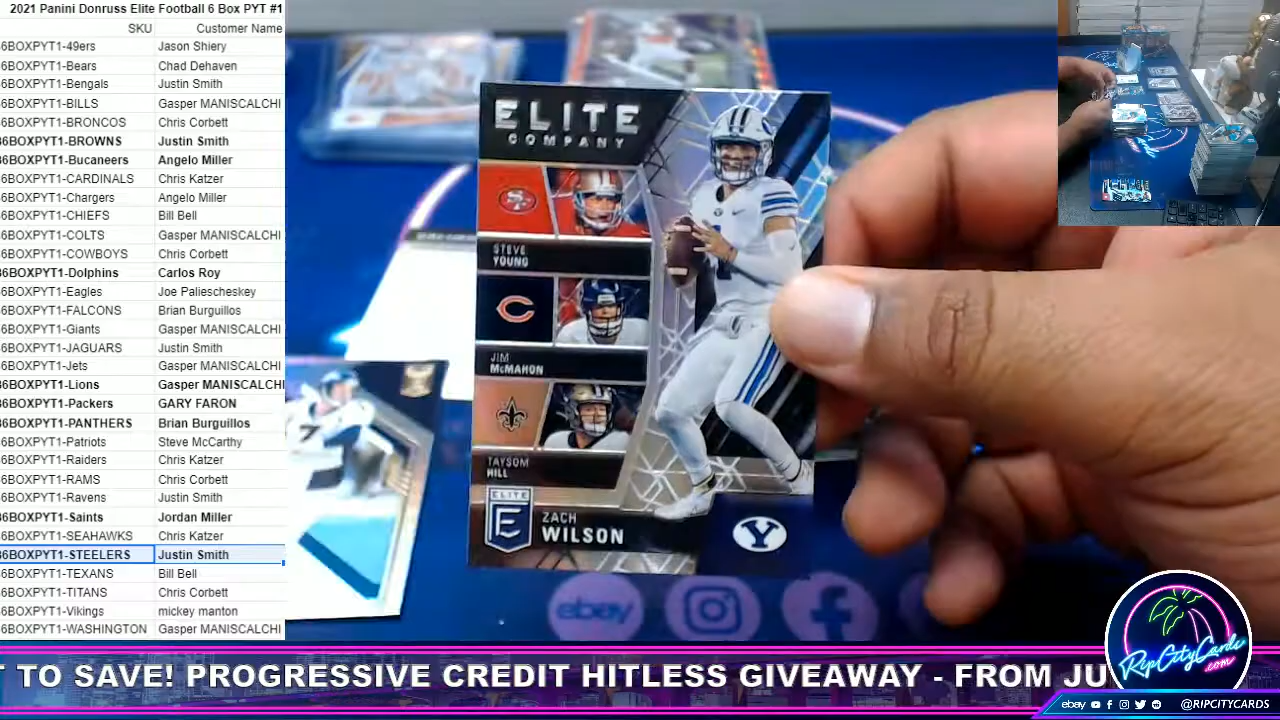 2021 Panini Donruss Elite Football 6 Box PYT #1
SKU Customer Name
6BOXPYT1-49ers Jason Shiery
6BOXPYT1-Bears Chad Dehaven
6BOXPYT1-Bengals Justin Smith
6BOXPYT1-BILLS Gasper MANISCALCHI
6BOXPYT1-BRONCOS Chris Corbett
6BOXPYT1-BROWNS Justin Smith
6BOXPYT1-Bucaneers Angelo Miller
6BOXPYT1-CARDINALS Chris Katzer
6BOXPYT1-Chargers Angelo Miller
6BOXPYT1-CHIEFS Bill Bell
6BOXPYT1-COLTS Gasper MANISCALCHI
6BOXPYT1-COWBOYS Chris Corbett
6BOXPYT1-Dolphins Carlos Roy
6BOXPYT1-Eagles Joe Paliescheskey
6BOXPYT1-FALCONS Brian Burguillos
6BOXPYT1-Giants Gasper MANISCALCHI
6BOXPYT1-JAGUARS Justin Smith
6BOXPYT1-Jets Gasper MANISCALCHI
6BOXPYT1-Lions Gasper MANISCALCHI
6BOXPYT1-Packers GARY FARON
6BOXPYT1-PANTHERS Brian Burguillos
6BOXPYT1-Patriots Steve McCarthy
6BOXPYT1-Raiders Chris Katzer
6BOXPYT1-RAMS Chris Corbett
6BOXPYT1-Ravens Justin Smith
6BOXPYT1-Saints Jordan Miller
6BOXPYT1-SEAHAWKS Chris Katzer
6BOXPYT1-STEELERS Justin Smith
6BOXPYT1-TEXANS Bill Bell
6BOXPYT1-TITANS Chris Corbett
6BOXPYT1-Vikings mickey manton
6BOXPYT1-WASHINGTON Gasper MANISCALCHI
ELITE
COMPANY
SF
STEVE
YOUNG
C
JIM
McMAHON
TAYSOM
HILL
ELITE
E
ZACH
WILSON
Y
ebay
T TO SAVE! PROGRESSIVE CREDIT HITLESS GIVEAWAY - FROM JU
RipCityCards
.com
ebay @RIPCITYCARDS